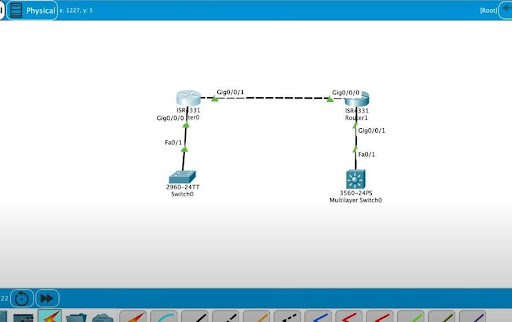 Physical x: 1227, y: 5 [Root]
Gig0/0/1 Gig0/0/0
ISR4331
Gig0/0/0
ISR4331
Router1
Gig0/0/1
Fa0/1
Fa0/1
2960-24TT
Switch0
3560-24PS
Multilayer Switch0
:22